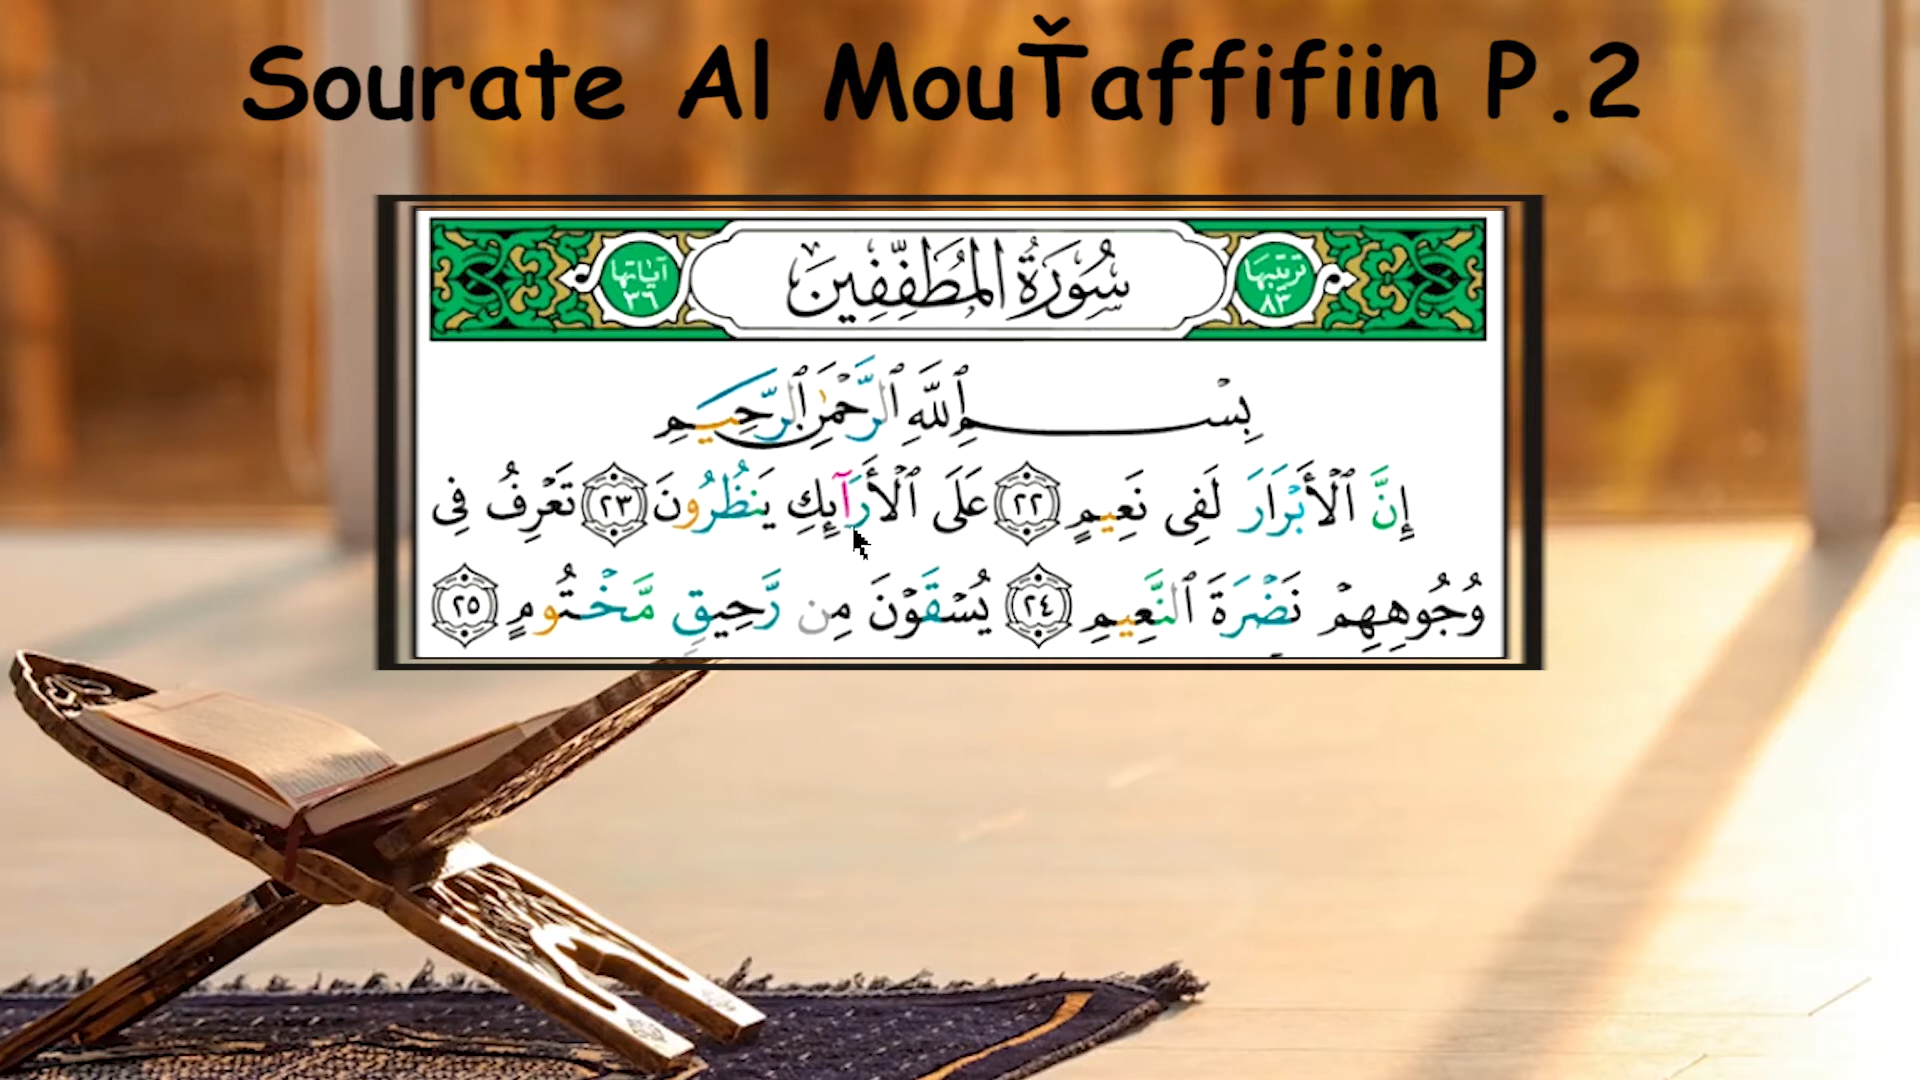 Sourate Al MouŤaffifiin P.2
ترتيبها ٨٣ سُورَةُ المُطَفِّفِينَ آياتها ٣٦
بِسْمِ ٱللَّهِ ٱلرَّحْمَٰنِ ٱلرَّحِيمِ
إِنَّ ٱلْأَبْرَارَ لَفِى نَعِيمٍ ٢٢ عَلَى ٱلْأَرَآئِكِ يَنظُرُونَ ٢٣ تَعْرِفُ فِى
وُجُوهِهِمْ نَضْرَةَ ٱلنَّعِيمِ ٢٤ يُسْقَوْنَ مِن رَّحِيقٍ مَّخْتُومٍ ٢٥